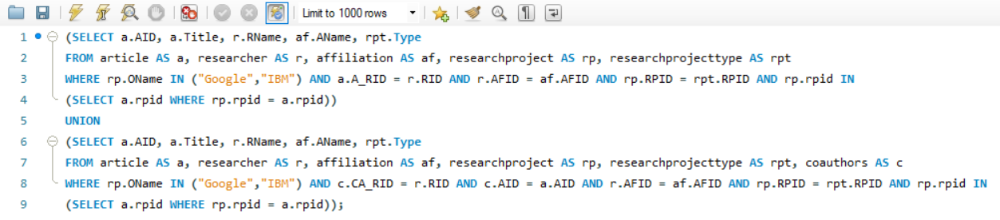 Limit to 1000 rows
1 (SELECT a.AID, a.Title, r.RName, af.AName, rpt.Type
2 FROM article AS a, researcher AS r, affiliation AS af, researchproject AS rp, researchprojecttype AS rpt
3 WHERE rp.OName IN ("Google","IBM") AND a.A_RID = r.RID AND r.AFID = af.AFID AND rp.RPID = rpt.RPID AND rp.rpid IN
4 (SELECT a.rpid WHERE rp.rpid = a.rpid))
5 UNION
6 (SELECT a.AID, a.Title, r.RName, af.AName, rpt.Type
7 FROM article AS a, researcher AS r, affiliation AS af, researchproject AS rp, researchprojecttype AS rpt, coauthors AS c
8 WHERE rp.OName IN ("Google","IBM") AND c.CA_RID = r.RID AND c.AID = a.AID AND r.AFID = af.AFID AND rp.RPID = rpt.RPID AND rp.rpid IN
9 (SELECT a.rpid WHERE rp.rpid = a.rpid));